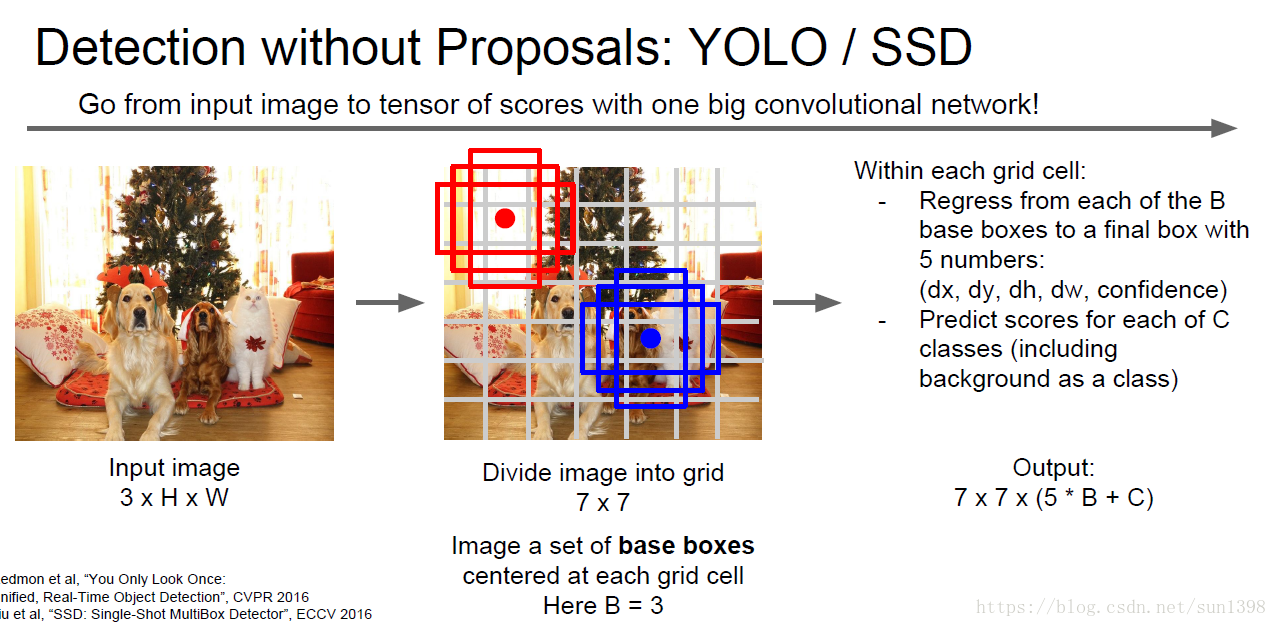 Detection without Proposals: YOLO / SSD
Go from input image to tensor of scores with one big convolutional network!
Input image
3 x H x W
Divide image into grid
7 x 7
Image a set of base boxes
centered at each grid cell
Here B = 3
Within each grid cell:
- Regress from each of the B
base boxes to a final box with
5 numbers:
(dx, dy, dh, dw, confidence)
- Predict scores for each of C
classes (including
background as a class)
Output:
7 x 7 x (5 * B + C)
edmon et al, “You Only Look Once:
nified, Real-Time Object Detection”, CVPR 2016
iu et al, “SSD: Single-Shot MultiBox Detector”, ECCV 2016
https://blog.csdn.net/sun1398